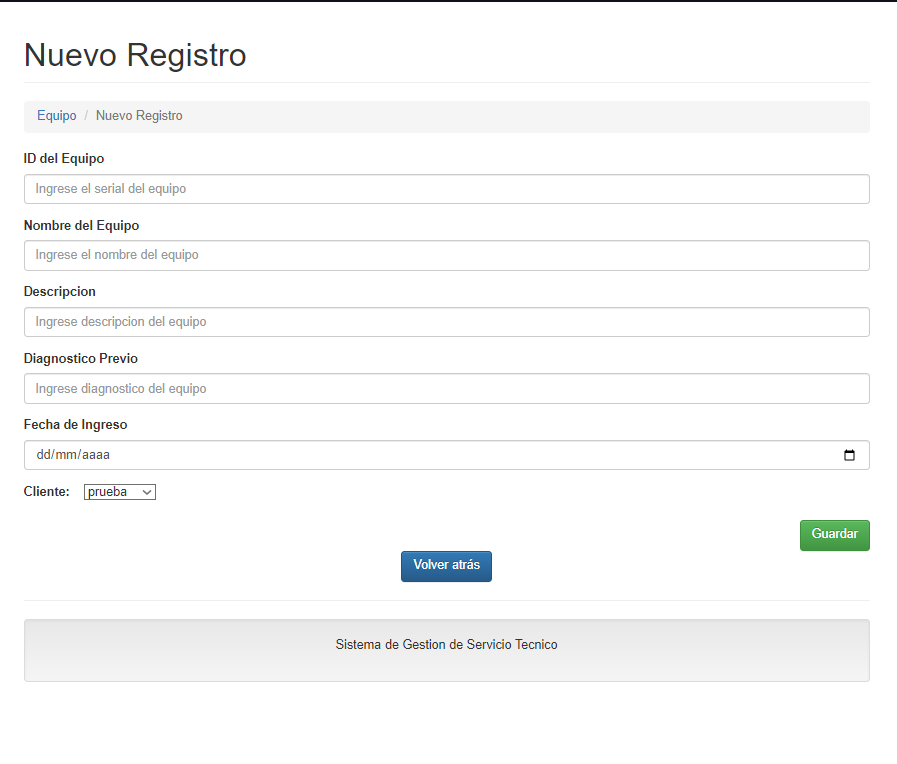 Nuevo Registro
Equipo / Nuevo Registro
ID del Equipo
Ingrese el serial del equipo
Nombre del Equipo
Ingrese el nombre del equipo
Descripcion
Ingrese descripcion del equipo
Diagnostico Previo
Ingrese diagnostico del equipo
Fecha de Ingreso
dd/mm/aaaa
Cliente: prueba
Guardar
Volver atrás
Sistema de Gestion de Servicio Tecnico